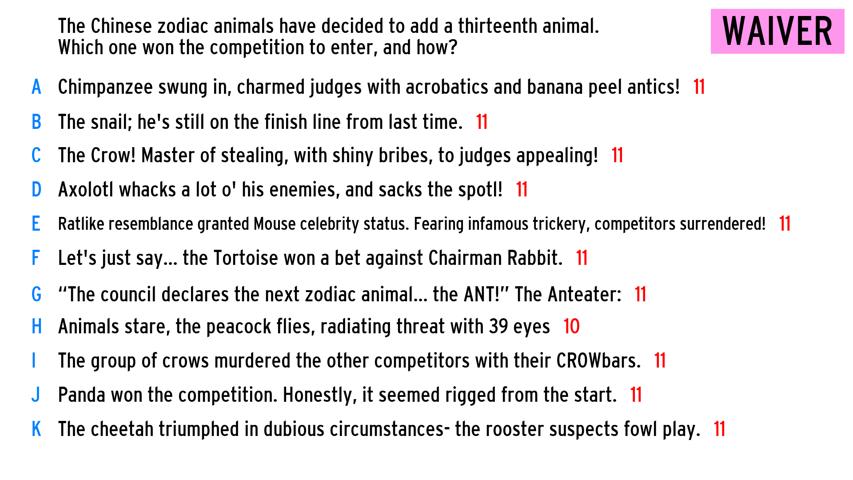 The Chinese zodiac animals have decided to add a thirteenth animal.
Which one won the competition to enter, and how?
WAIVER
A Chimpanzee swung in, charmed judges with acrobatics and banana peel antics! 11
B The snail; he's still on the finish line from last time. 11
C The Crow! Master of stealing, with shiny bribes, to judges appealing! 11
D Axolotl whacks a lot o' his enemies, and sacks the spotl! 11
E Ratlike resemblance granted Mouse celebrity status. Fearing infamous trickery, competitors surrendered! 11
F Let's just say... the Tortoise won a bet against Chairman Rabbit. 11
G “The council declares the next zodiac animal... the ANT!” The Anteater: 11
H Animals stare, the peacock flies, radiating threat with 39 eyes 10
I The group of crows murdered the other competitors with their CROWbars. 11
J Panda won the competition. Honestly, it seemed rigged from the start. 11
K The cheetah triumphed in dubious circumstances- the rooster suspects fowl play. 11